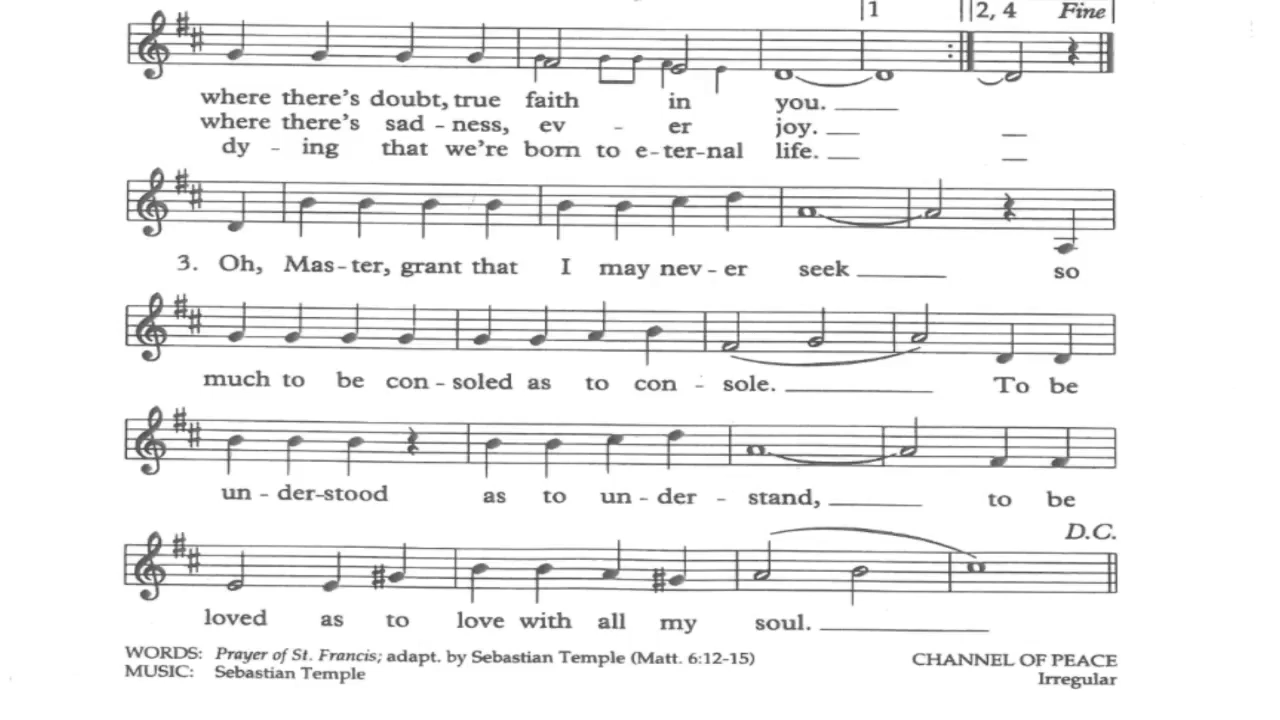 1 2, 4 Fine
where there's doubt, true faith in you.
where there's sad - ness, ev - er joy.
dy - ing that we're born to e - ter - nal life.
3. Oh, Mas - ter, grant that I may nev - er seek so
much to be con - soled as to con - sole. To be
un - der - stood as to un - der - stand, to be
D.C.
loved as to love with all my soul.
WORDS: Prayer of St. Francis; adapt. by Sebastian Temple (Matt. 6:12-15) CHANNEL OF PEACE
MUSIC: Sebastian Temple Irregular